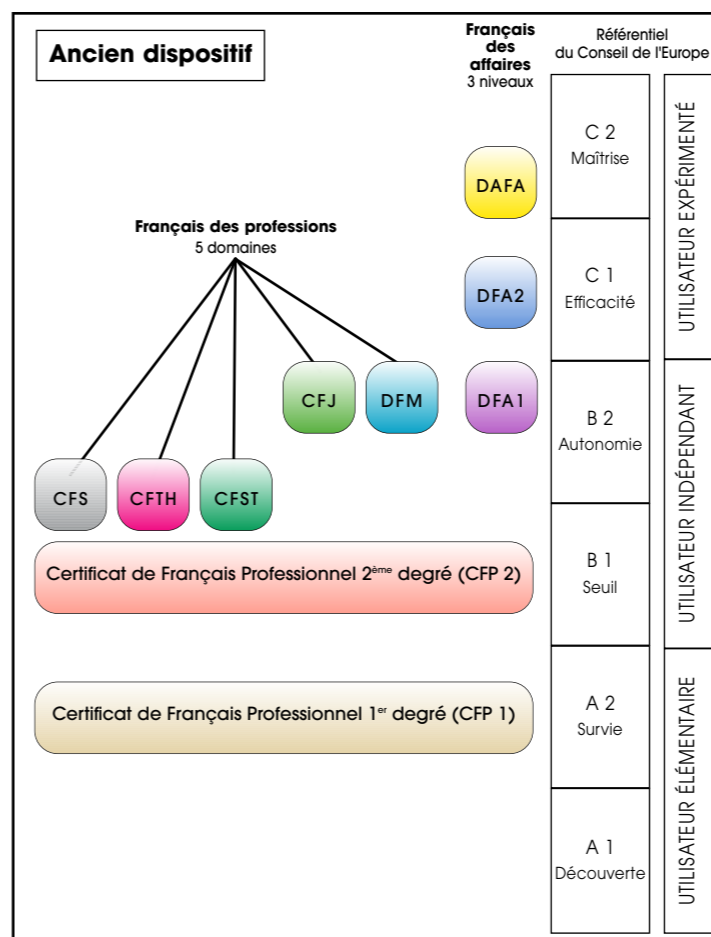 Ancien dispositif
Français
des
affaires
3 niveaux
Référentiel
du Conseil de l'Europe
C 2
Maîtrise
UTILISATEUR EXPÉRIMENTÉ
DAFA
Français des professions
5 domaines
C 1
Efficacité
DFA2
CFJ
DFM
DFA1
B 2
Autonomie
UTILISATEUR INDÉPENDANT
CFS
CFTH
CFST
Certificat de Français Professionnel 2ème degré (CFP 2)
B 1
Seuil
Certificat de Français Professionnel 1er degré (CFP 1)
A 2
Survie
UTILISATEUR ÉLÉMENTAIRE
A 1
Découverte